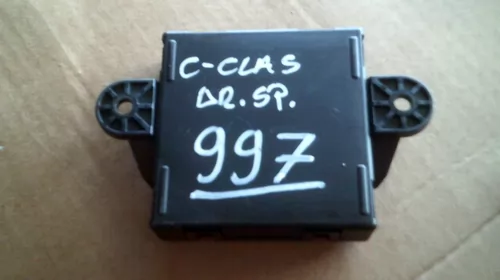 C-CLAS
DR. SP.
997